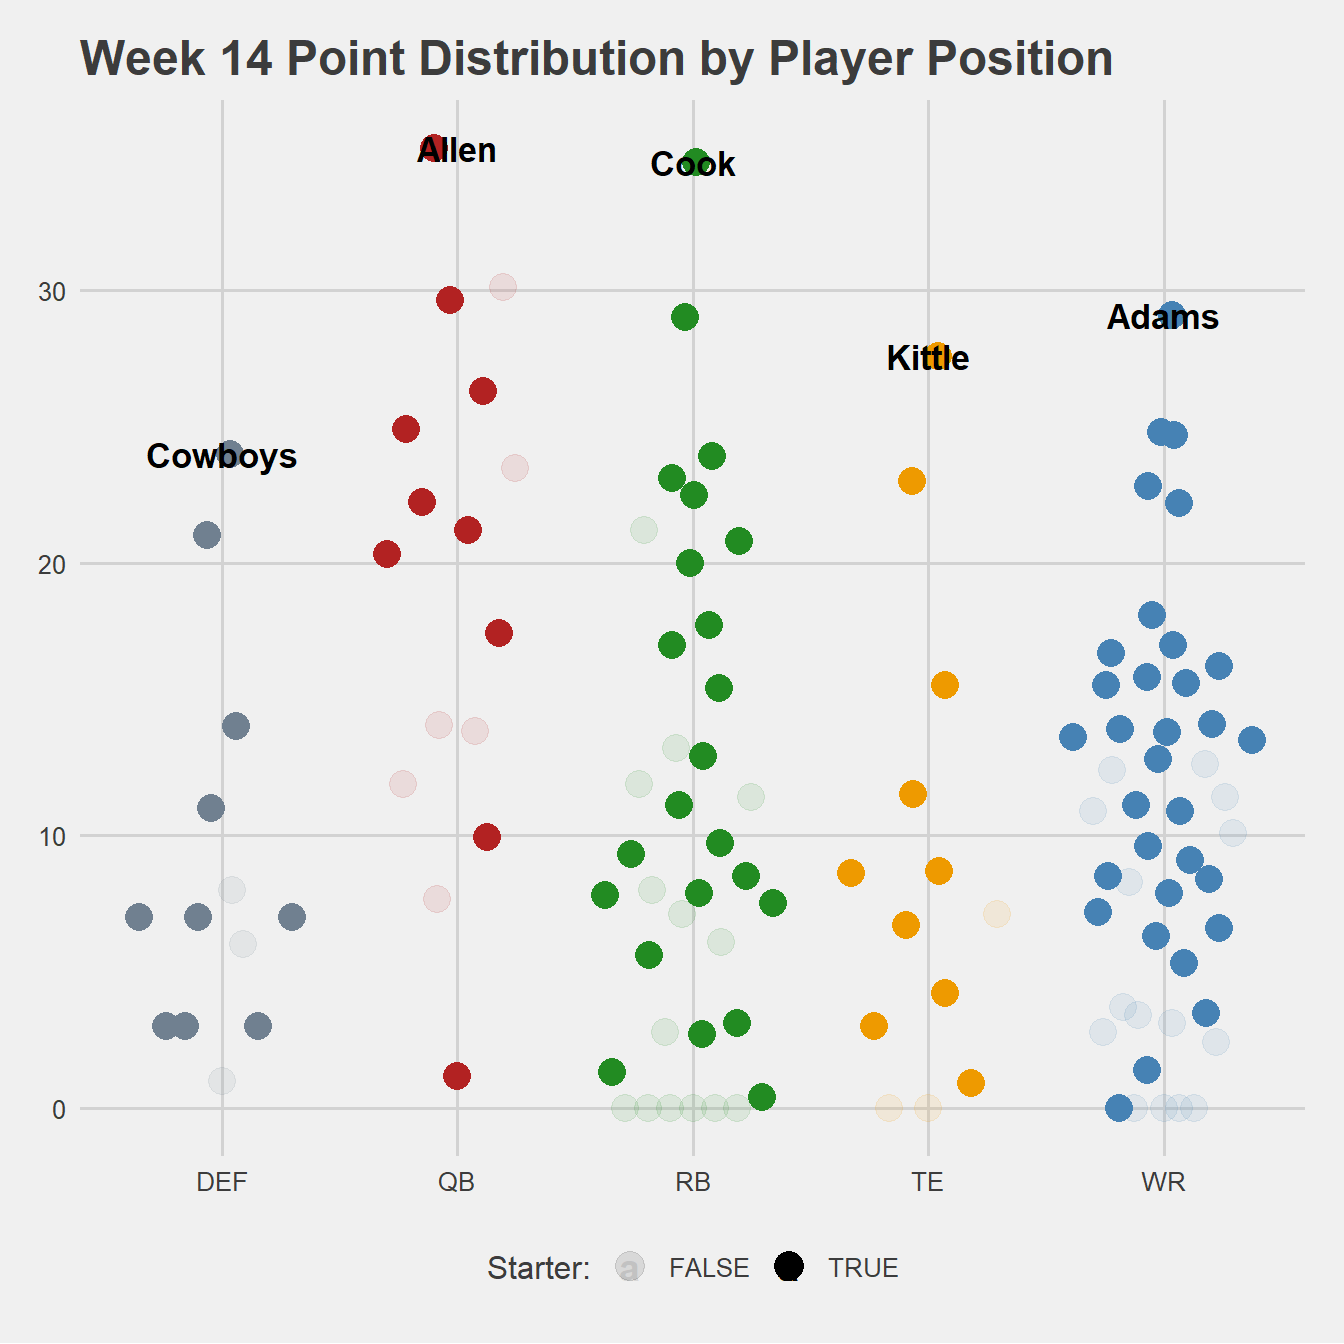 Week 14 Point Distribution by Player Position
Allen
Cook
30
Adams
Kittle
Cowboys
20
10
0
DEF QB RB TE WR
Starter: a FALSE TRUE